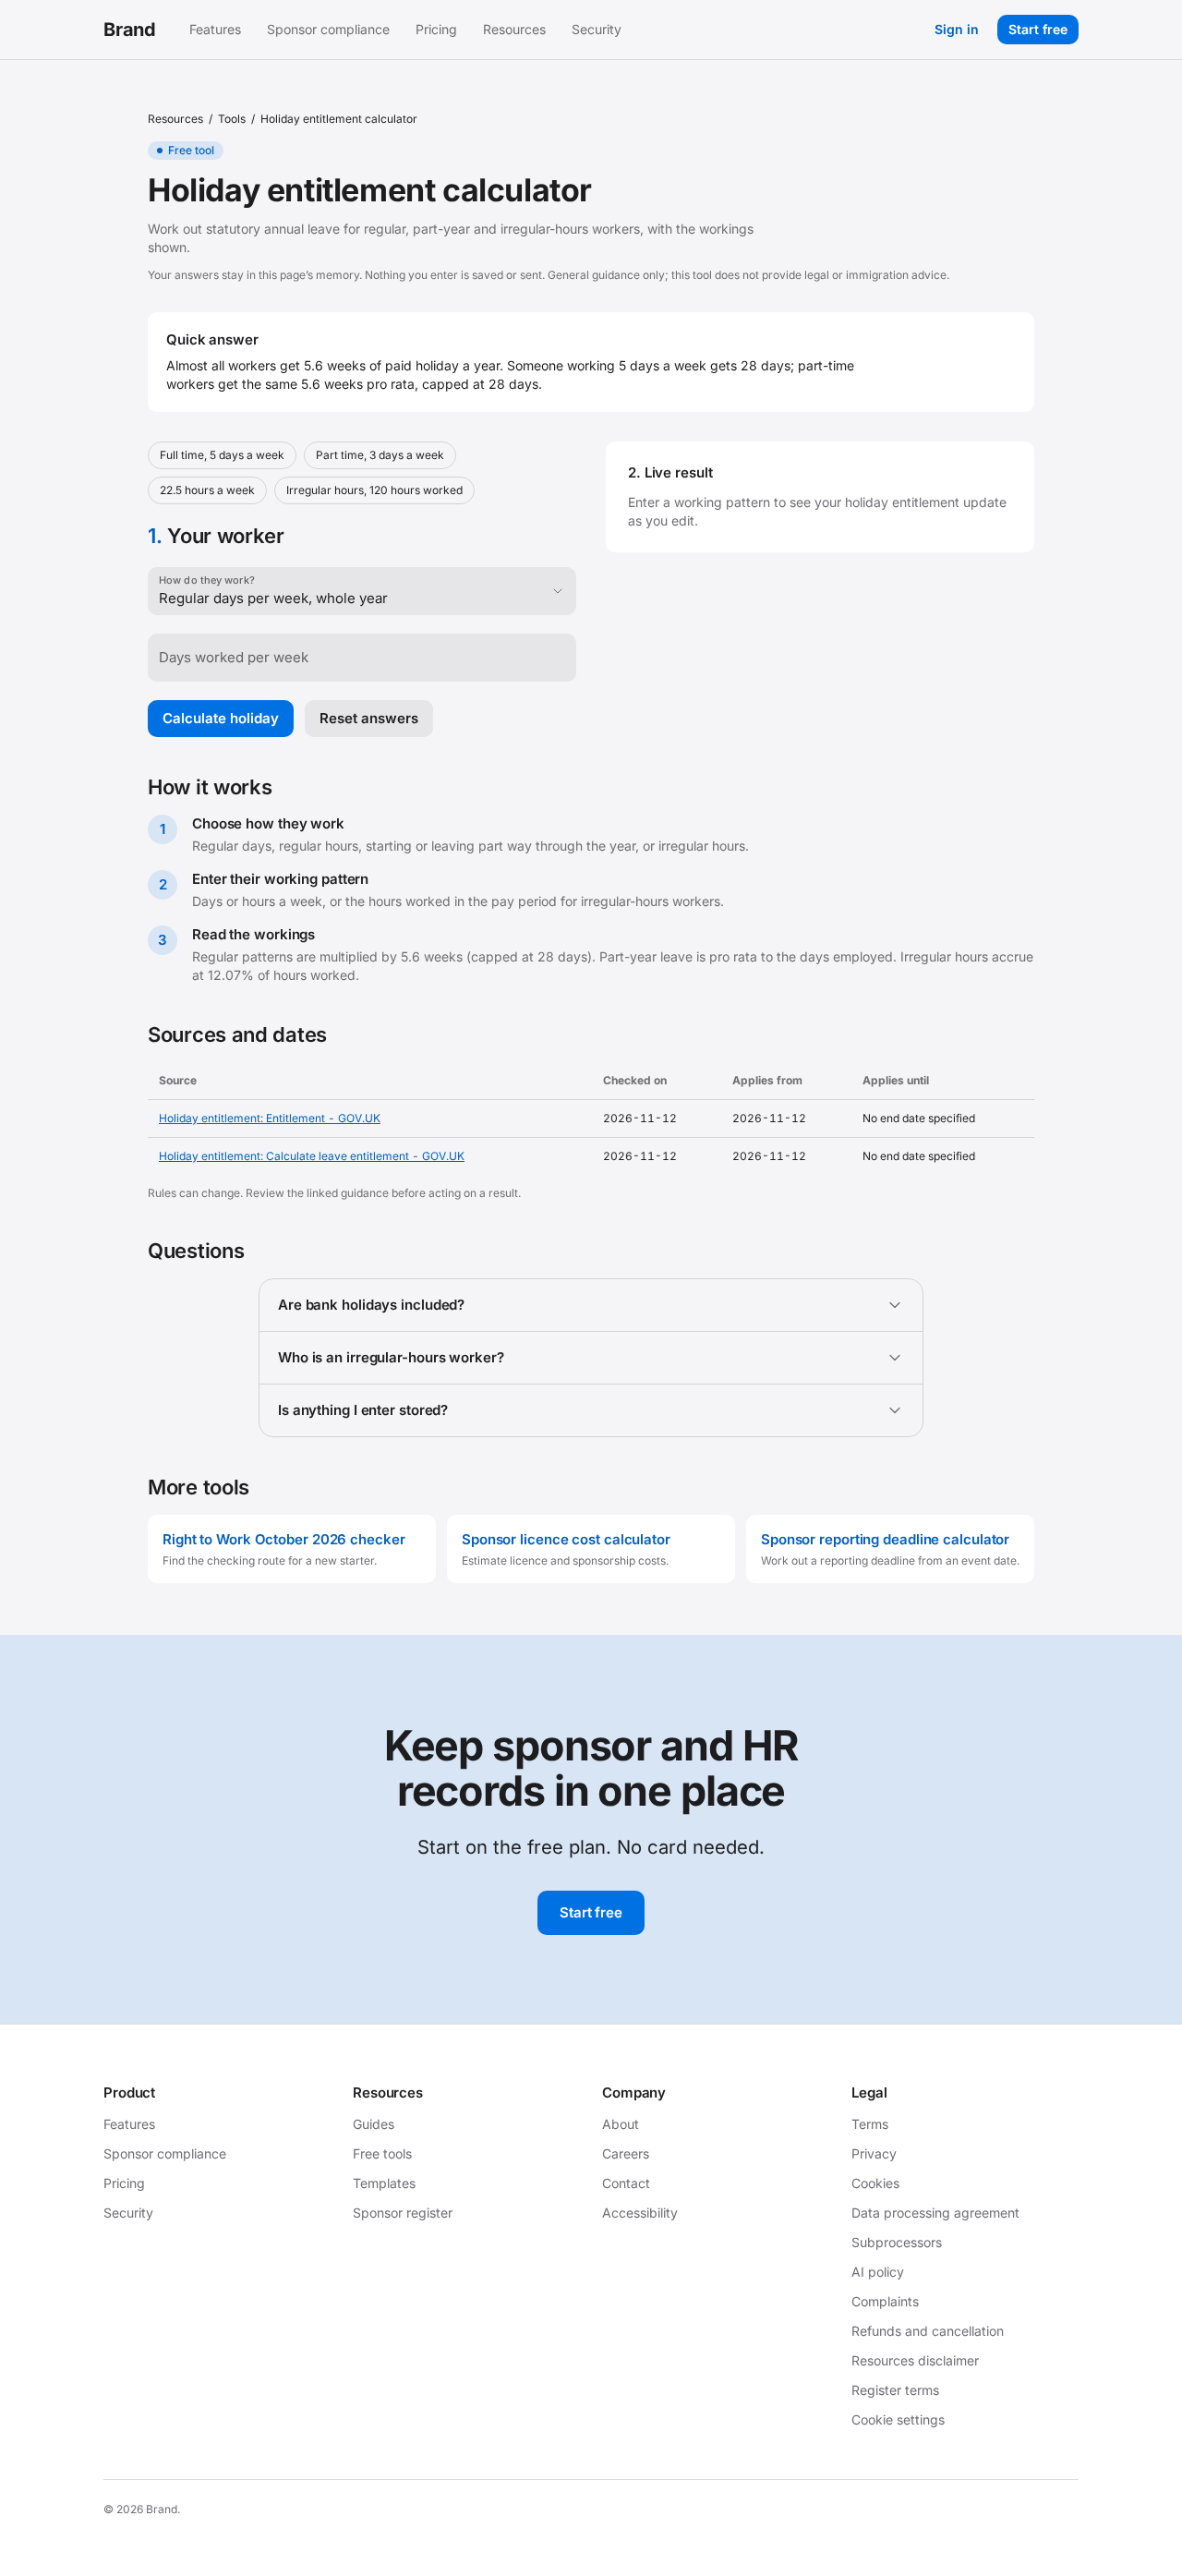 Brand
Features
Sponsor compliance
Pricing
Resources
Security
Sign in
Start free
Resources / Tools / Holiday entitlement calculator
Free tool
Holiday entitlement calculator
Work out statutory annual leave for regular, part-year and irregular-hours workers, with the workings
shown.
Your answers stay in this page’s memory. Nothing you enter is saved or sent. General guidance only; this tool does not provide legal or immigration advice.
Quick answer
Almost all workers get 5.6 weeks of paid holiday a year. Someone working 5 days a week gets 28 days; part-time
workers get the same 5.6 weeks pro rata, capped at 28 days.
Full time, 5 days a week
Part time, 3 days a week
22.5 hours a week
Irregular hours, 120 hours worked
1. Your worker
How do they work?
Regular days per week, whole year
Days worked per week
Calculate holiday
Reset answers
2. Live result
Enter a working pattern to see your holiday entitlement update
as you edit.
How it works
1
Choose how they work
Regular days, regular hours, starting or leaving part way through the year, or irregular hours.
2
Enter their working pattern
Days or hours a week, or the hours worked in the pay period for irregular-hours workers.
3
Read the workings
Regular patterns are multiplied by 5.6 weeks (capped at 28 days). Part-year leave is pro rata to the days employed. Irregular hours accrue
at 12.07% of hours worked.
Sources and dates
Source Checked on Applies from Applies until
Holiday entitlement: Entitlement - GOV.UK 2026-11-12 2026-11-12 No end date specified
Holiday entitlement: Calculate leave entitlement - GOV.UK 2026-11-12 2026-11-12 No end date specified
Rules can change. Review the linked guidance before acting on a result.
Questions
Are bank holidays included?
Who is an irregular-hours worker?
Is anything I enter stored?
More tools
Right to Work October 2026 checker
Find the checking route for a new starter.
Sponsor licence cost calculator
Estimate licence and sponsorship costs.
Sponsor reporting deadline calculator
Work out a reporting deadline from an event date.
Keep sponsor and HR
records in one place
Start on the free plan. No card needed.
Start free
Product
Features
Sponsor compliance
Pricing
Security
Resources
Guides
Free tools
Templates
Sponsor register
Company
About
Careers
Contact
Accessibility
Legal
Terms
Privacy
Cookies
Data processing agreement
Subprocessors
AI policy
Complaints
Refunds and cancellation
Resources disclaimer
Register terms
Cookie settings
© 2026 Brand.